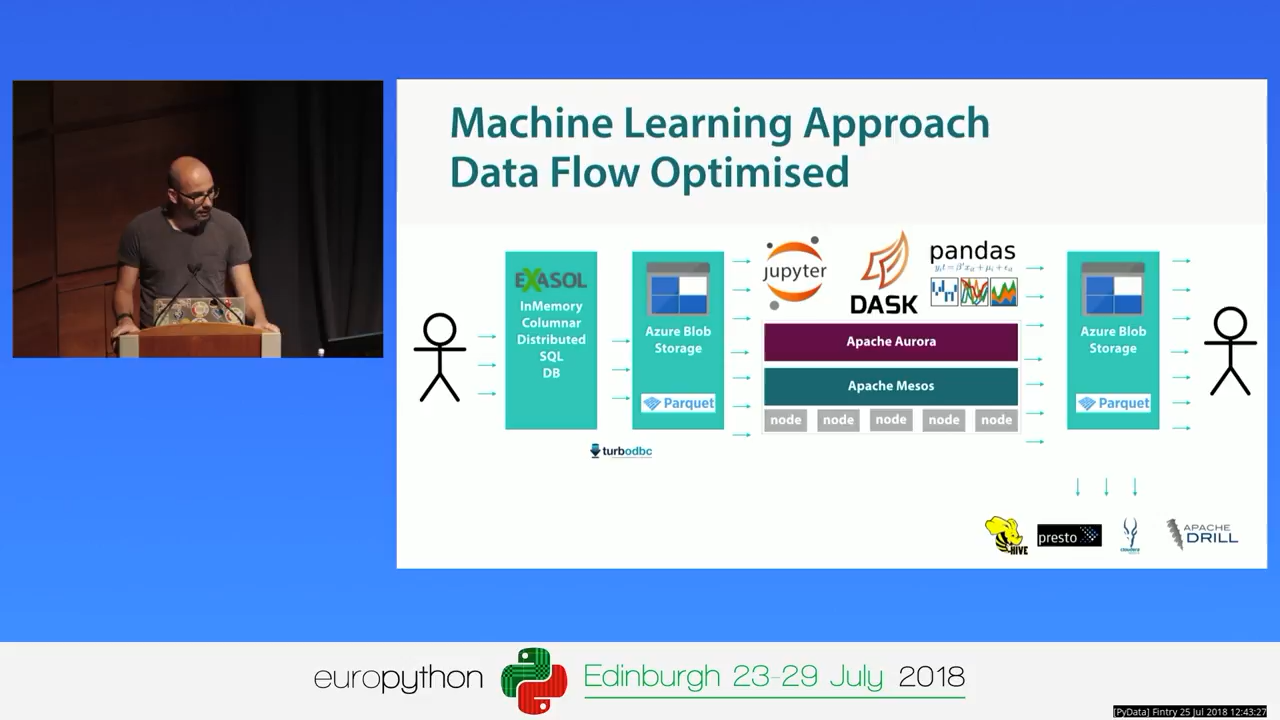 Machine Learning Approach
Data Flow Optimised
EXASOL
InMemory
Columnar
Distributed
SQL
DB
Azure Blob
Storage
Parquet
turbodbc
jupyter
DASK
pandas
Apache Aurora
Apache Mesos
node node node node node
Azure Blob
Storage
Parquet
HIVE
presto
cloudera
APACHE
DRILL
europython
Edinburgh 23-29 July 2018
[PyData] Fintry 25 Jul 2018 12:43:27